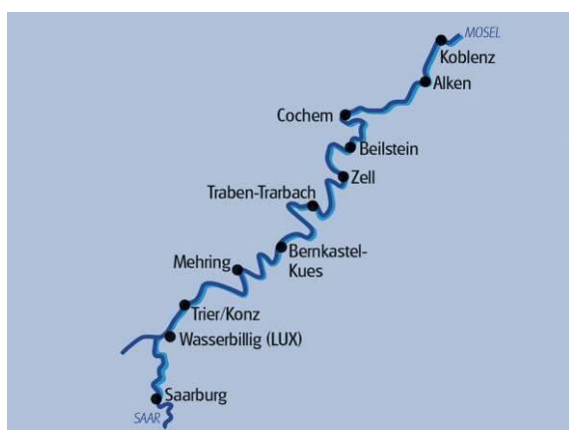 MOSEL
Koblenz
Alken
Cochem
Beilstein
Zell
Traben-Trarbach
Bernkastel-
Kues
Mehring
Trier/Konz
Wasserbillig (LUX)
Saarburg
SAAR